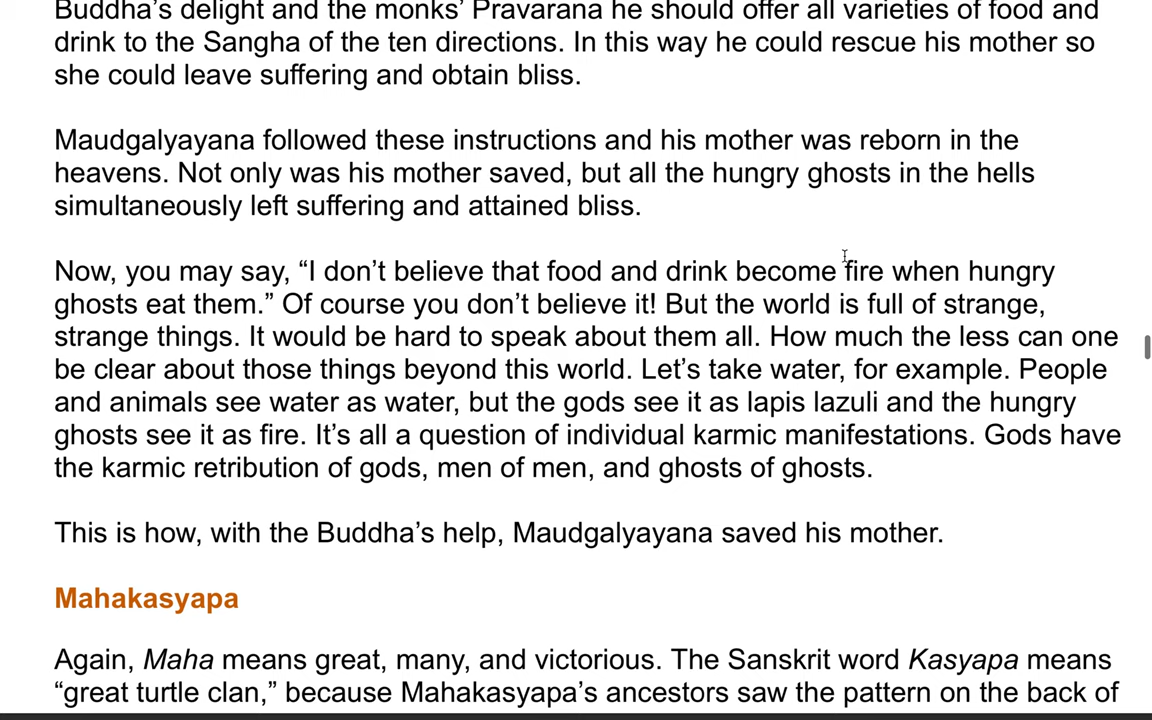 Buddha’s delight and the monks’ Pravarana he should offer all varieties of food and
drink to the Sangha of the ten directions. In this way he could rescue his mother so
she could leave suffering and obtain bliss.
Maudgalyayana followed these instructions and his mother was reborn in the
heavens. Not only was his mother saved, but all the hungry ghosts in the hells
simultaneously left suffering and attained bliss.
Now, you may say, “I don’t believe that food and drink become fire when hungry
ghosts eat them.” Of course you don’t believe it! But the world is full of strange,
strange things. It would be hard to speak about them all. How much the less can one
be clear about those things beyond this world. Let’s take water, for example. People
and animals see water as water, but the gods see it as lapis lazuli and the hungry
ghosts see it as fire. It’s all a question of individual karmic manifestations. Gods have
the karmic retribution of gods, men of men, and ghosts of ghosts.
This is how, with the Buddha’s help, Maudgalyayana saved his mother.
Mahakasyapa
Again, Maha means great, many, and victorious. The Sanskrit word Kasyapa means
“great turtle clan,” because Mahakasyapa’s ancestors saw the pattern on the back of